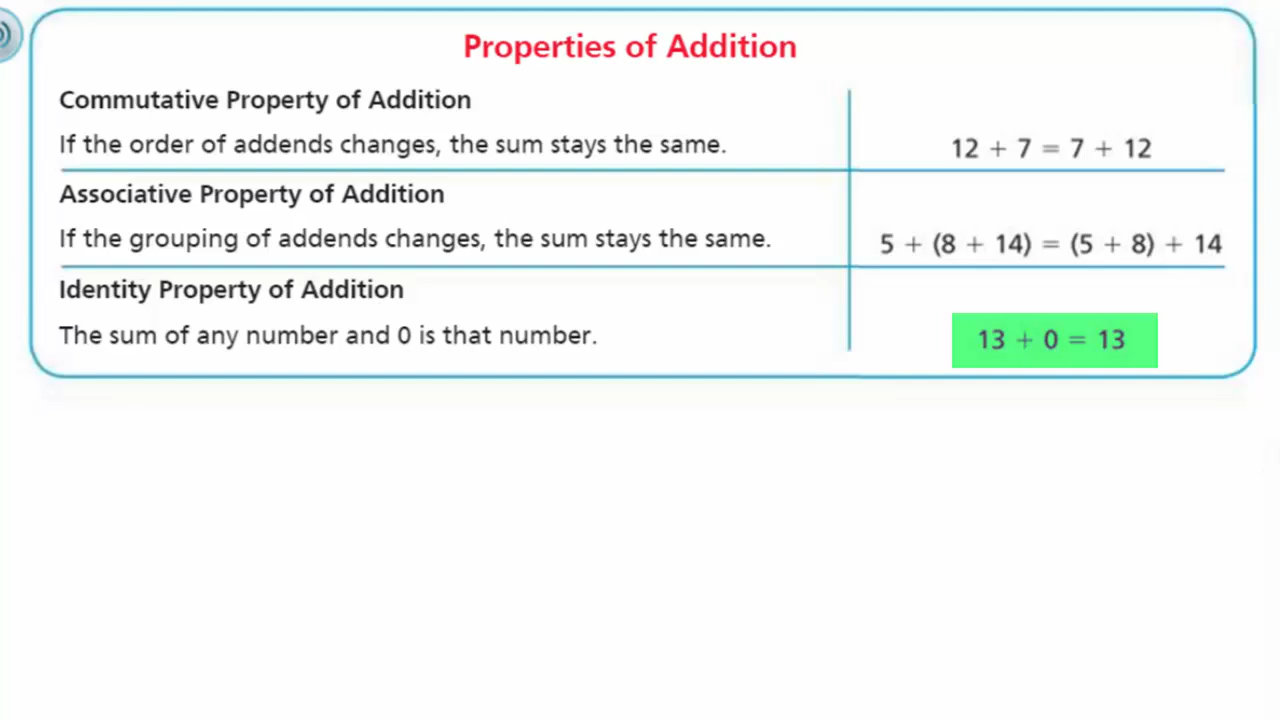 Properties of Addition
Commutative Property of Addition
If the order of addends changes, the sum stays the same.
12 + 7 = 7 + 12
Associative Property of Addition
If the grouping of addends changes, the sum stays the same.
5 + (8 + 14) = (5 + 8) + 14
Identity Property of Addition
The sum of any number and 0 is that number.
13 + 0 = 13